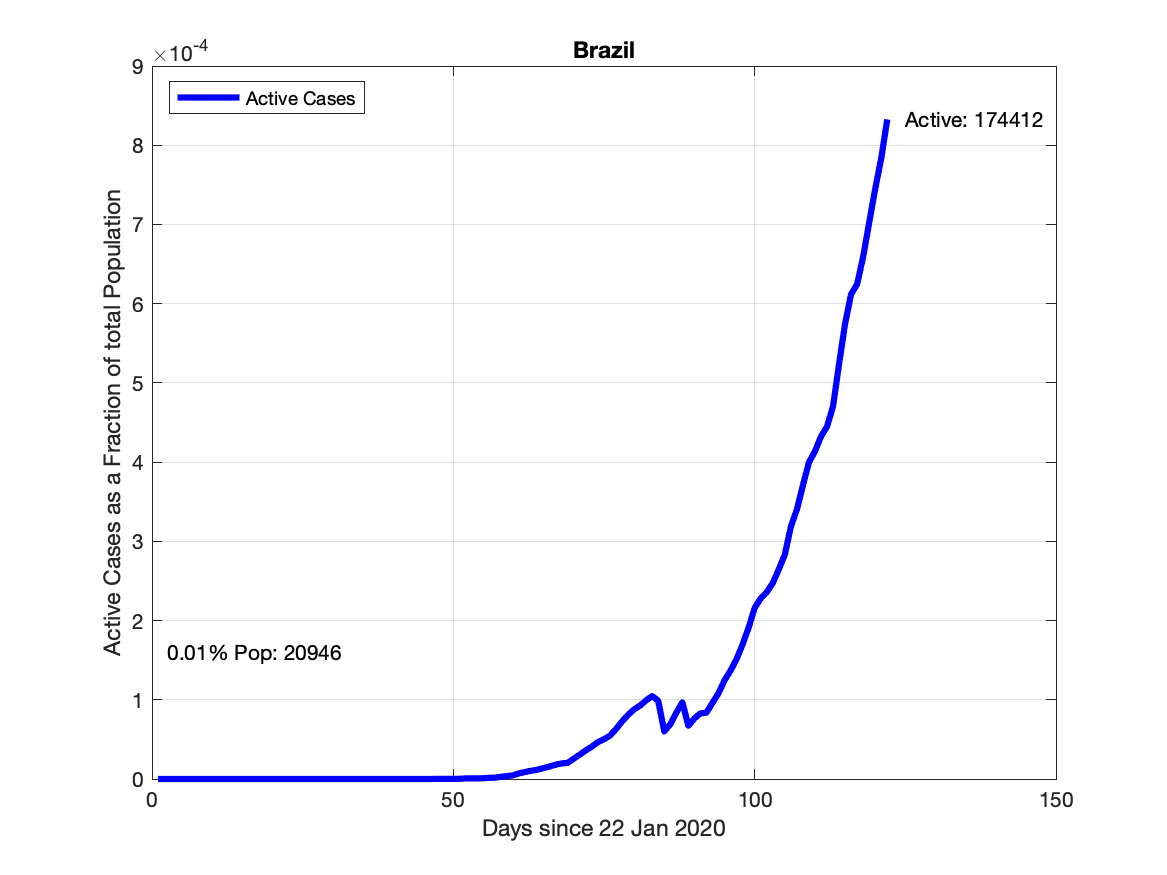 Brazil
×10-4
9
8
7
6
5
4
3
2
1
0
Active Cases
Active: 174412
0.01% Pop: 20946
Active Cases as a Fraction of total Population
0
50
100
150
Days since 22 Jan 2020